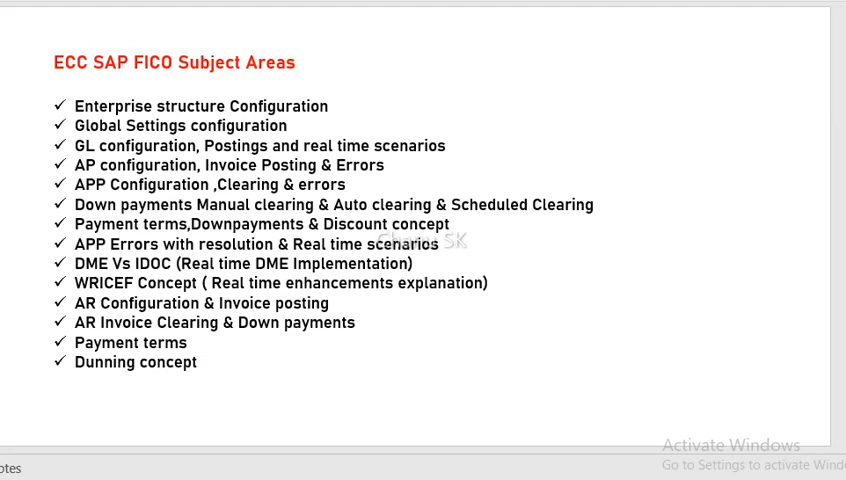 ECC SAP FICO Subject Areas
✓ Enterprise structure Configuration
✓ Global Settings configuration
✓ GL configuration, Postings and real time scenarios
✓ AP configuration, Invoice Posting & Errors
✓ APP Configuration ,Clearing & errors
✓ Down payments Manual clearing & Auto clearing & Scheduled Clearing
✓ Payment terms,Downpayments & Discount concept
✓ APP Errors with resolution & Real time scenarios
✓ DME Vs IDOC (Real time DME Implementation)
✓ WRICEF Concept ( Real time enhancements explanation)
✓ AR Configuration & Invoice posting
✓ AR Invoice Clearing & Down payments
✓ Payment terms
✓ Dunning concept
SK
Activate Windows
Go to Settings to activate Wind
otes